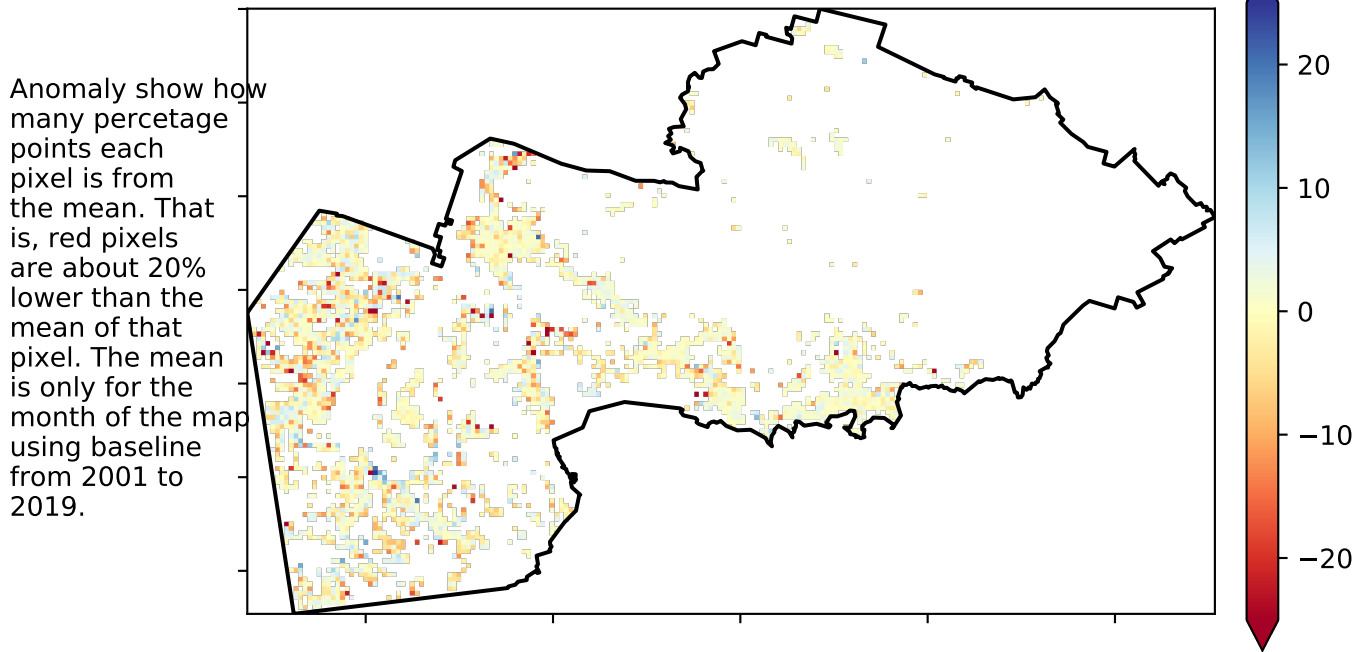 Anomaly show how
many percetage
points each
pixel is from
the mean. That
is, red pixels
are about 20%
lower than the
mean of that
pixel. The mean
is only for the
month of the map
using baseline
from 2001 to
2019.
20
10
0
−10
−20